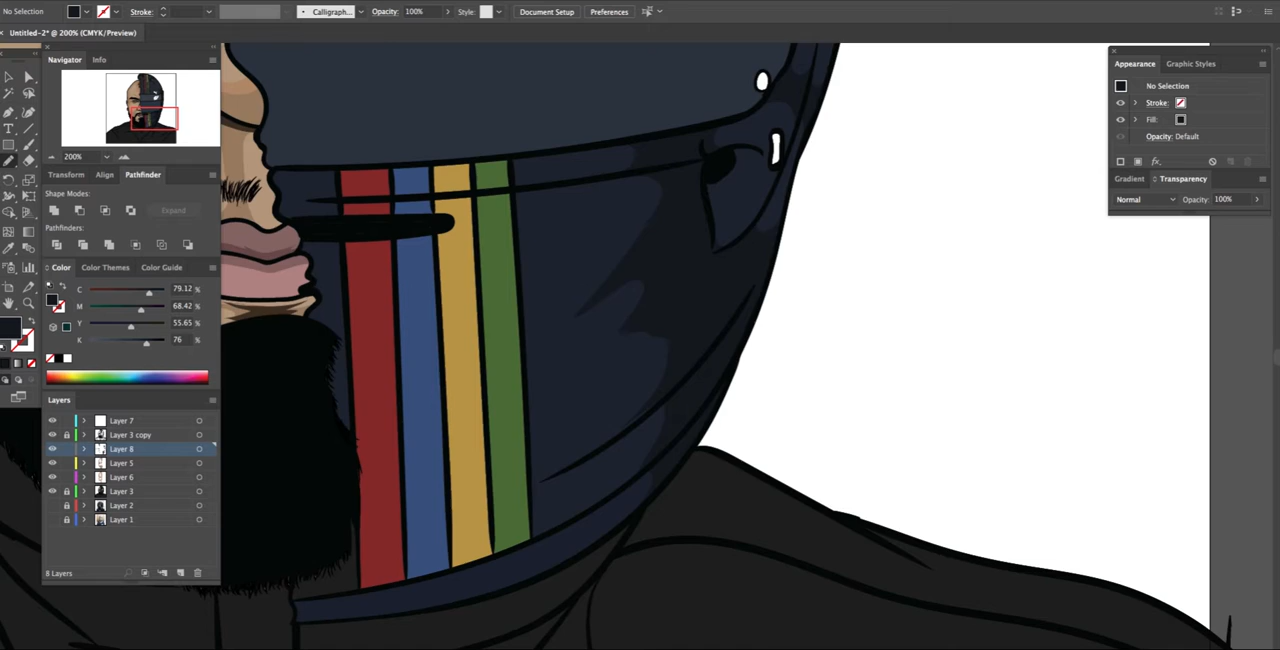 No Selection Stroke: Calligraph... Opacity: 100% Style: Document Setup Preferences
Untitled-2* @ 200% (CMYK/Preview)
Navigator Info
200%
Transform Align Pathfinder
Shape Modes:
Expand
Pathfinders:
Color Color Themes Color Guide
C 79.12 %
M 68.42 %
Y 55.65 %
K 76 %
Layers
Layer 7
Layer 3 copy
Layer 8
Layer 5
Layer 6
Layer 3
Layer 2
Layer 1
8 Layers
Appearance Graphic Styles
No Selection
Stroke:
Fill:
Opacity: Default
fx
Gradient Transparency
Normal Opacity: 100%